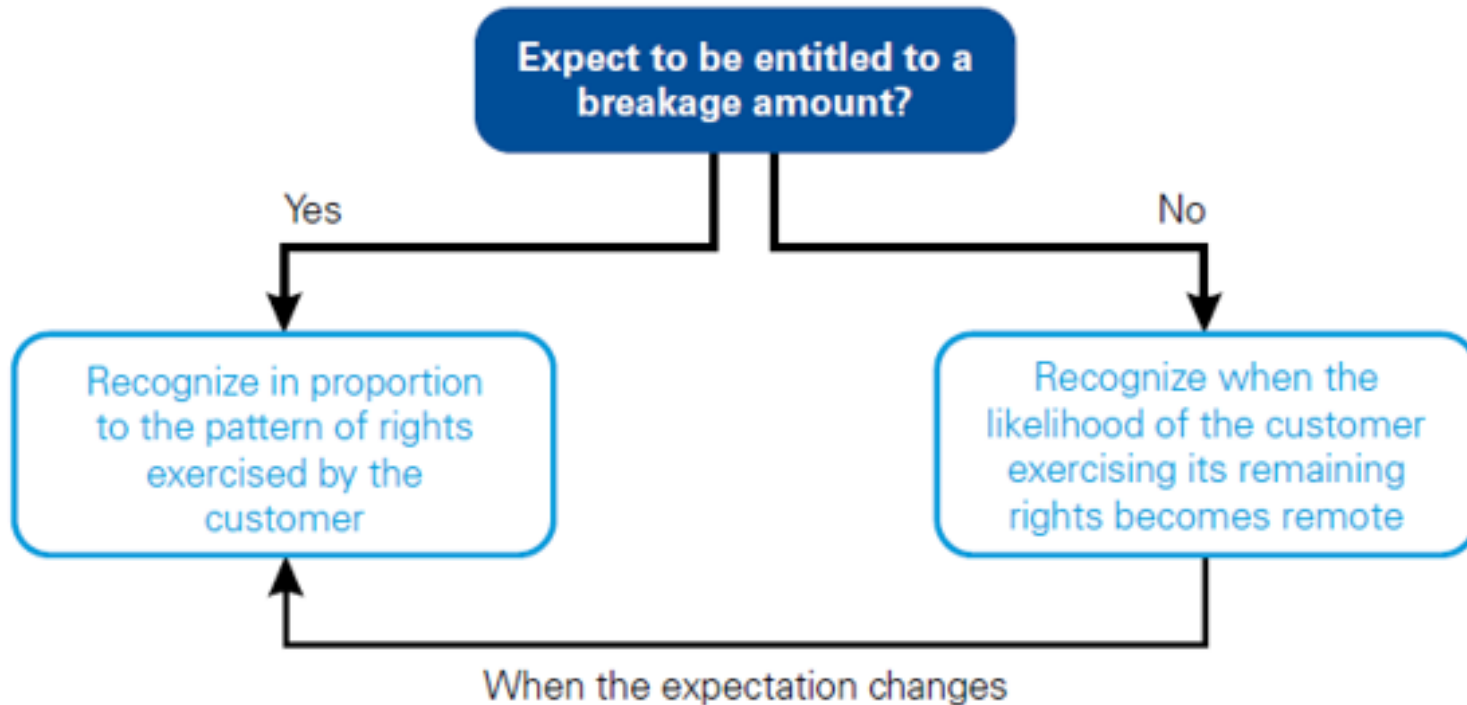 Expect to be entitled to a
breakage amount?
Yes
No
Recognize in proportion
to the pattern of rights
exercised by the
customer
Recognize when the
likelihood of the customer
exercising its remaining
rights becomes remote
When the expectation changes